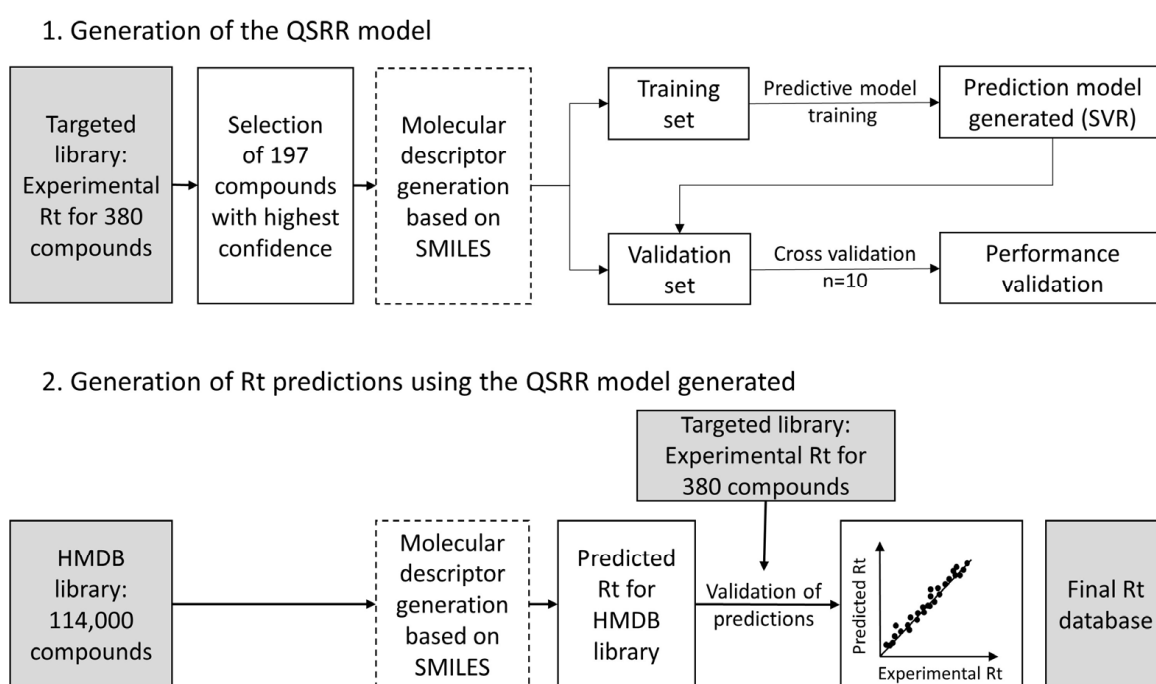 1. Generation of the QSRR model
Targeted
library:
Experimental
Rt for 380
compounds
Selection
of 197
compounds
with highest
confidence
Molecular
descriptor
generation
based on
SMILES
Training
set
Predictive model
training
Prediction model
generated (SVR)
Validation
set
Cross validation
n=10
Performance
validation
2. Generation of Rt predictions using the QSRR model generated
Targeted library:
Experimental Rt for
380 compounds
HMDB
library:
114,000
compounds
Molecular
descriptor
generation
based on
SMILES
Predicted
Rt for
HMDB
library
Validation of
predictions
Predicted Rt
Experimental Rt
Final Rt
database